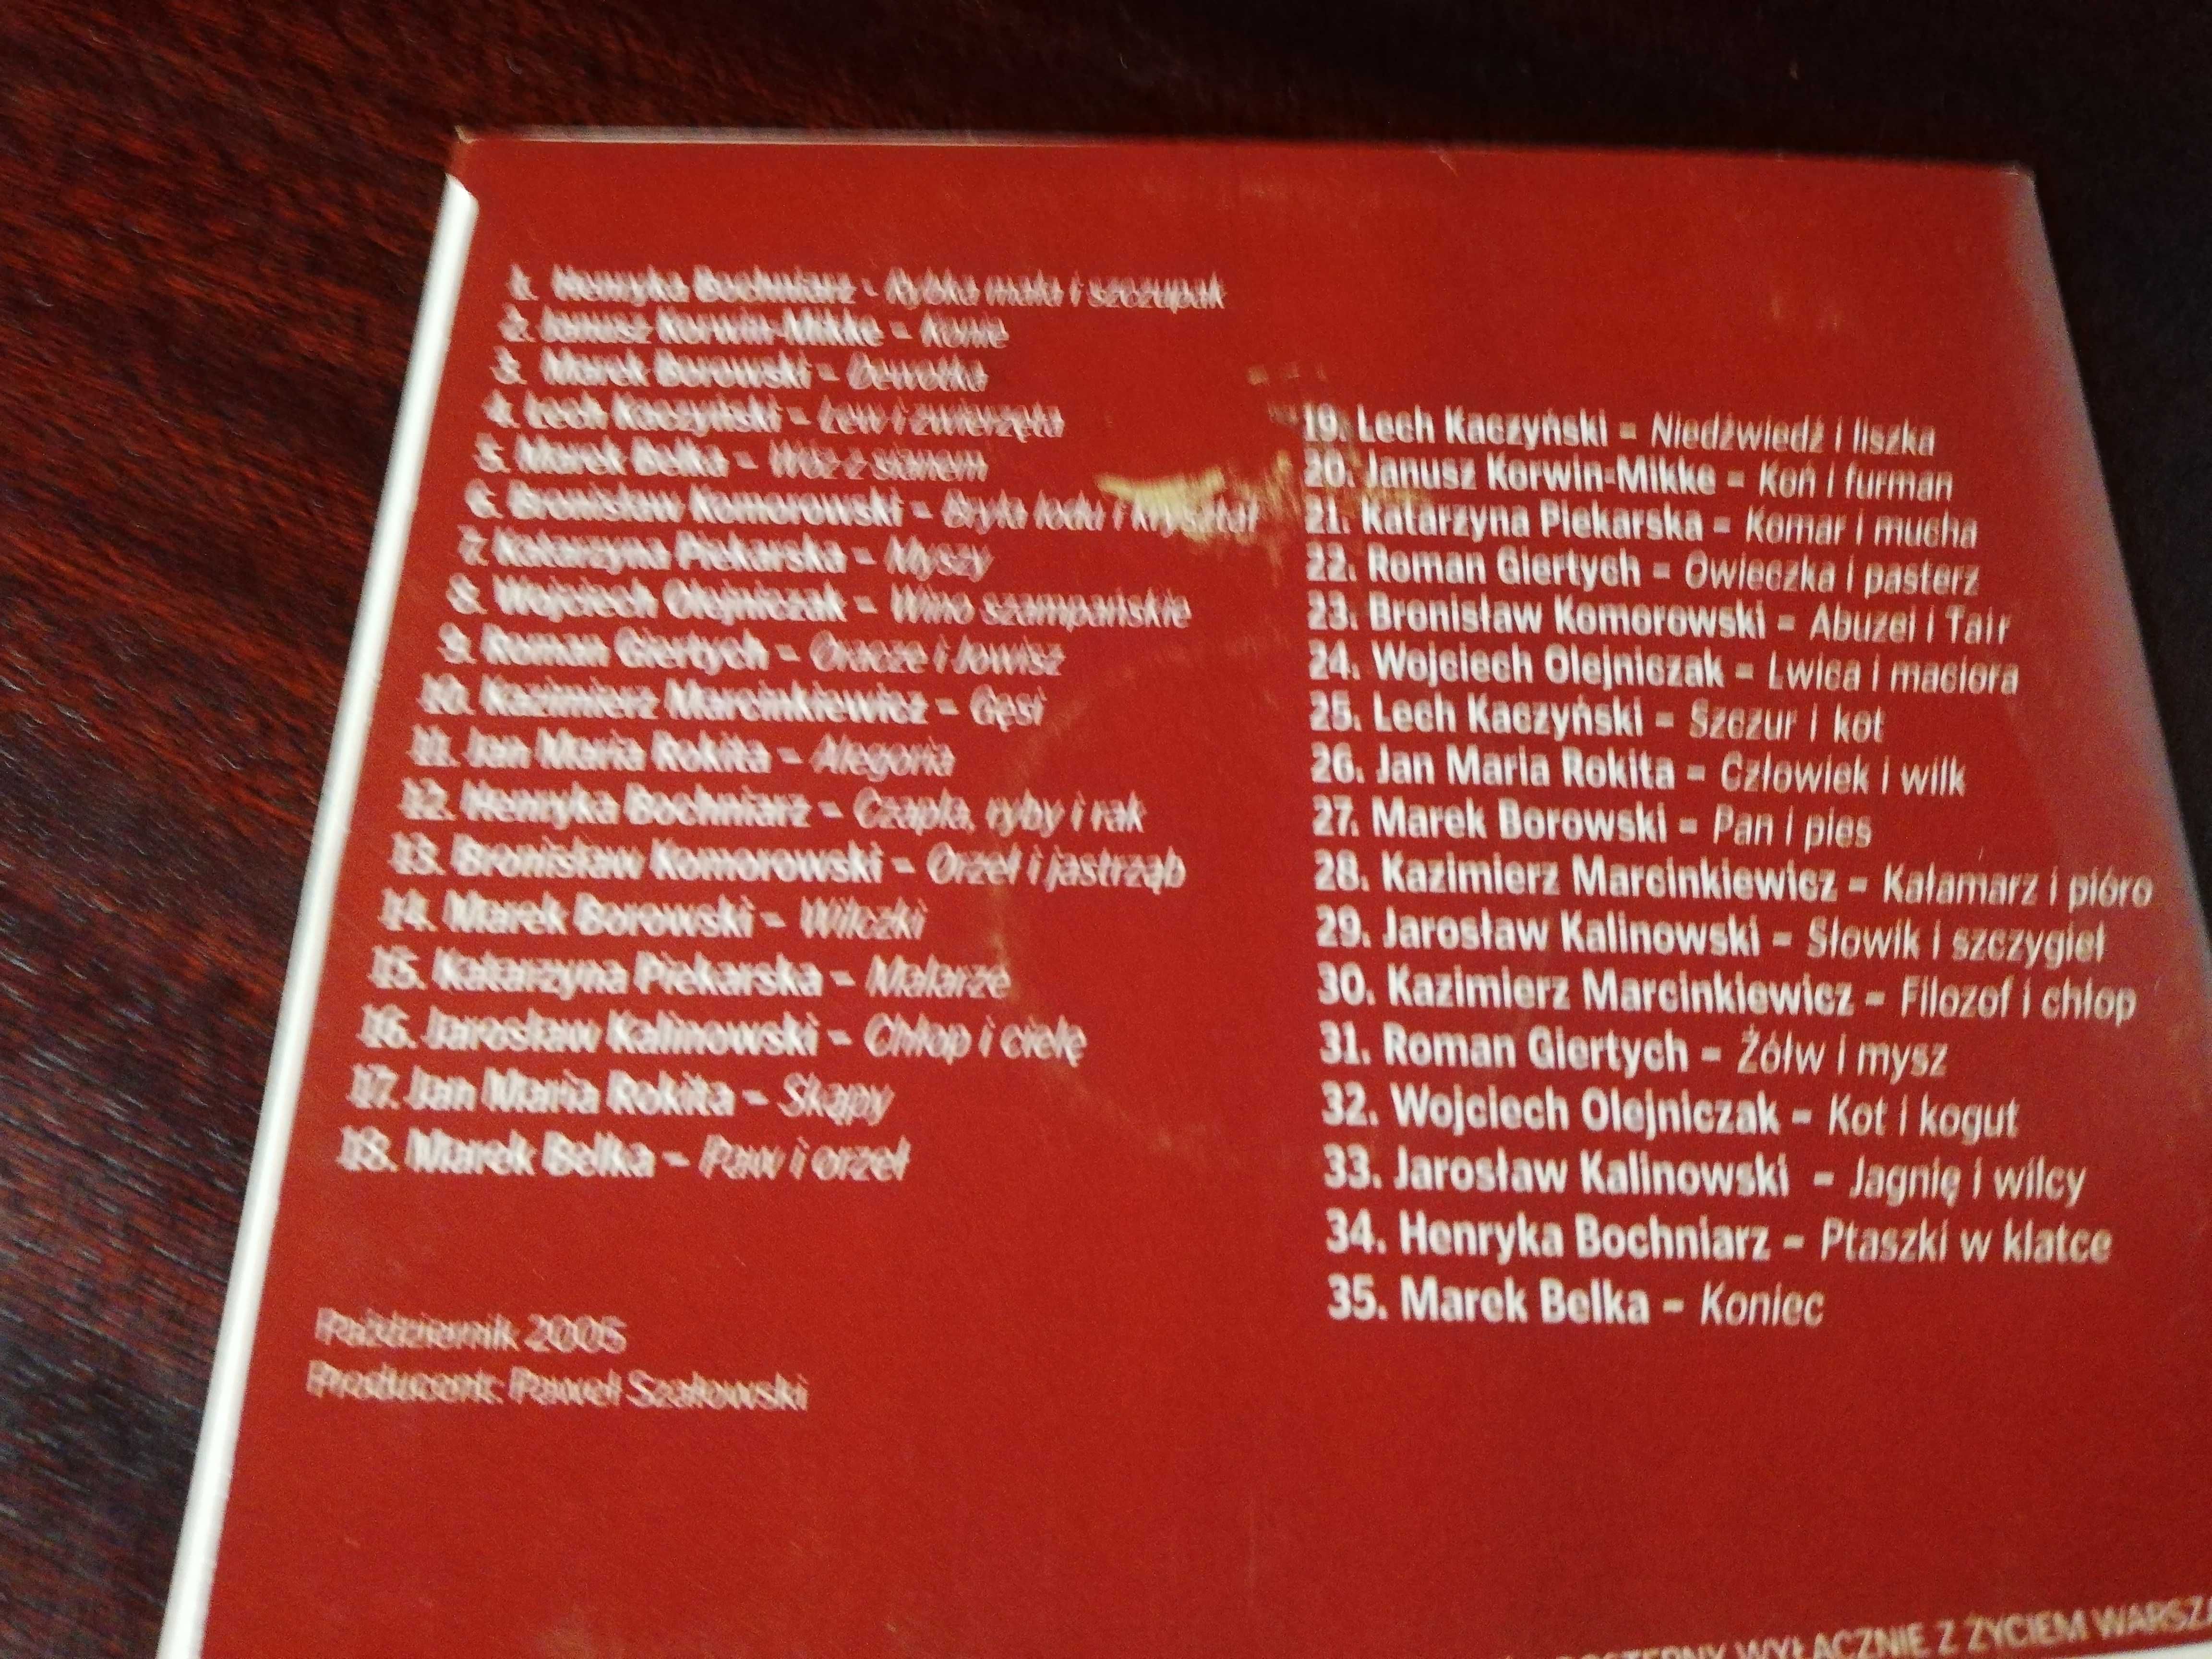 1. Henryka Bochniarz - Rybka mała i szczupak
2. Janusz Korwin-Mikke - Konie
3. Marek Borowski - Dewotka
4. Lech Kaczyński - Lew i zwierzęta
5. Marek Belka - Wóz z sianem
6. Bronisław Komorowski - Bryła lodu i kryształ
7. Katarzyna Piekarska - Myszy
8. Wojciech Olejniczak - Wino szampańskie
9. Roman Giertych - Oracze i Jowisz
10. Kazimierz Marcinkiewicz - Gęsi
11. Jan Maria Rokita - Alegoria
12. Henryka Bochniarz - Czapla, ryby i rak
13. Bronisław Komorowski - Orzeł i jastrząb
14. Marek Borowski - Wilczki
15. Katarzyna Piekarska - Malarze
16. Jarosław Kalinowski - Chłop i cielę
17. Jan Maria Rokita - Skąpy
18. Marek Belka - Paw i orzeł
Październik 2005
Producent: Paweł Szałowski
19. Lech Kaczyński - Niedźwiedź i liszka
20. Janusz Korwin-Mikke - Koń i furman
21. Katarzyna Piekarska - Komar i mucha
22. Roman Giertych - Owieczka i pasterz
23. Bronisław Komorowski - Abuzei i Tair
24. Wojciech Olejniczak - Lwica i maciora
25. Lech Kaczyński - Szczur i kot
26. Jan Maria Rokita - Człowiek i wilk
27. Marek Borowski - Pan i pies
28. Kazimierz Marcinkiewicz - Kałamarz i pióro
29. Jarosław Kalinowski - Słowik i szczygieł
30. Kazimierz Marcinkiewicz - Filozof i chłop
31. Roman Giertych - Żółw i mysz
32. Wojciech Olejniczak - Kot i kogut
33. Jarosław Kalinowski - Jagnię i wilcy
34. Henryka Bochniarz - Ptaszki w klatce
35. Marek Belka - Koniec
WYŁĄCZNIE Z ŻYCIEM